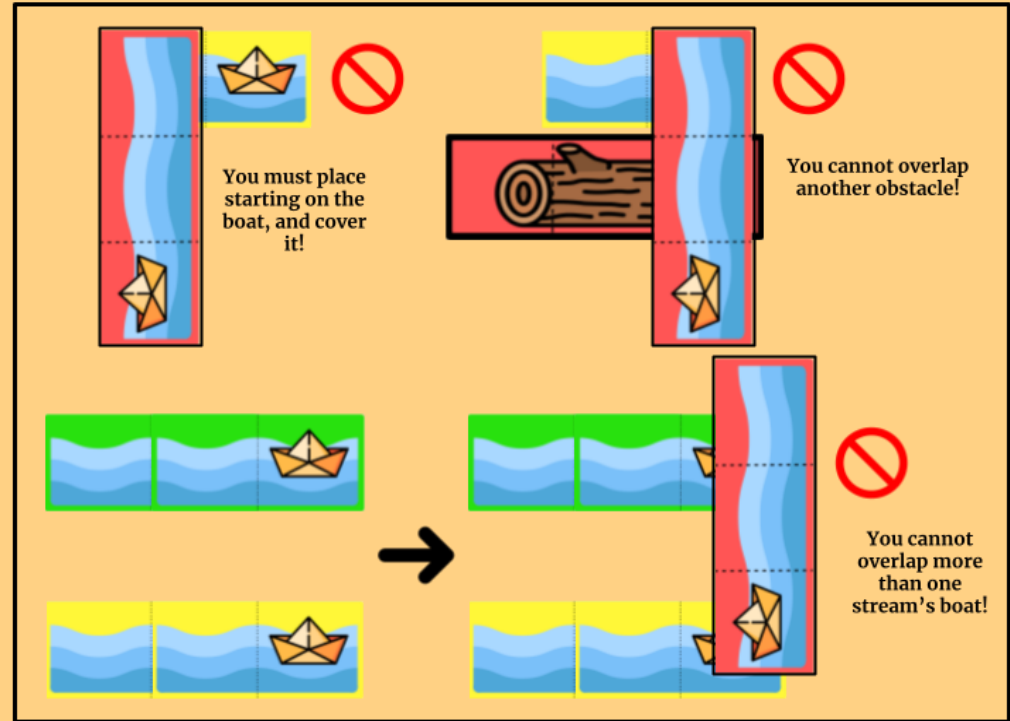 You must place
starting on the
boat, and cover
it!
You cannot overlap
another obstacle!
You cannot
overlap more
than one
stream’s boat!